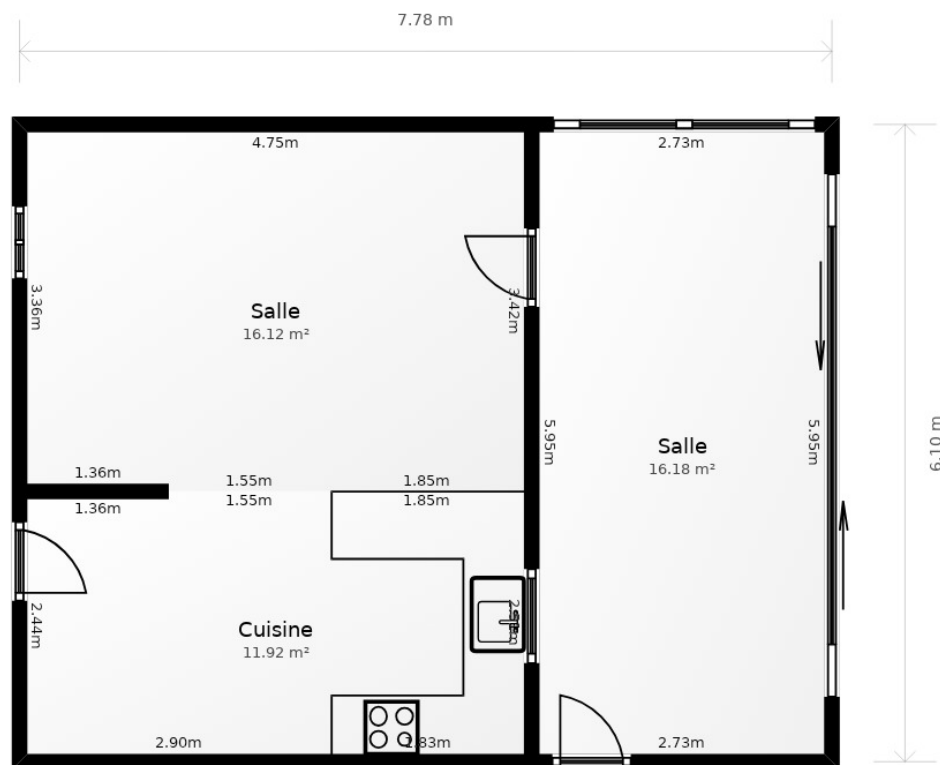 7.78 m
4.75m
2.73m
3.36m
3.42m
Salle
16.12 m²
5.95m
5.95m
6.10 m
Salle
16.18 m²
1.36m
1.55m
1.85m
1.36m
1.55m
1.85m
2.44m
Cuisine
11.92 m²
2.90m
1.83m
2.73m